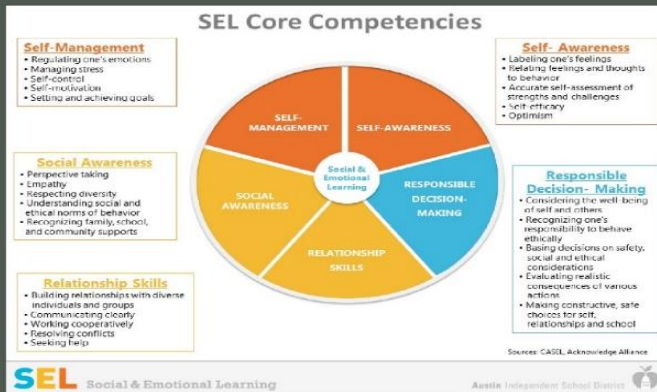 SEL Core Competencies
Self-Management
• Regulating one's emotions
• Managing stress
• Self-control
• Self-motivation
• Setting and achieving goals
Self- Awareness
• Labeling one's feelings
• Relating feelings and thoughts
to behavior
• Accurate self-assessment of
strengths and challenges
• Self-efficacy
• Optimism
Social Awareness
• Perspective taking
• Empathy
• Respecting diversity
• Understanding social and
ethical norms of behavior
• Recognizing family, school,
and community supports
Responsible
Decision- Making
• Considering the well-being
of self and others
• Recognizing one's
responsibility to behave
ethically
• Basing decisions on safety,
social and ethical
considerations
• Evaluating realistic
consequences of various
actions
• Making constructive, safe
choices for self,
relationships and school
Relationship Skills
• Building relationships with diverse
individuals and groups
• Communicating clearly
• Working cooperatively
• Resolving conflicts
• Seeking help
SELF-
MANAGEMENT
SELF-AWARENESS
SOCIAL
AWARENESS
Social &
Emotional
Learning
RESPONSIBLE
DECISION-
MAKING
RELATIONSHIP
SKILLS
Sources: CASEL, Acknowledge Alliance
SEL Social & Emotional Learning
Austin Independent School District